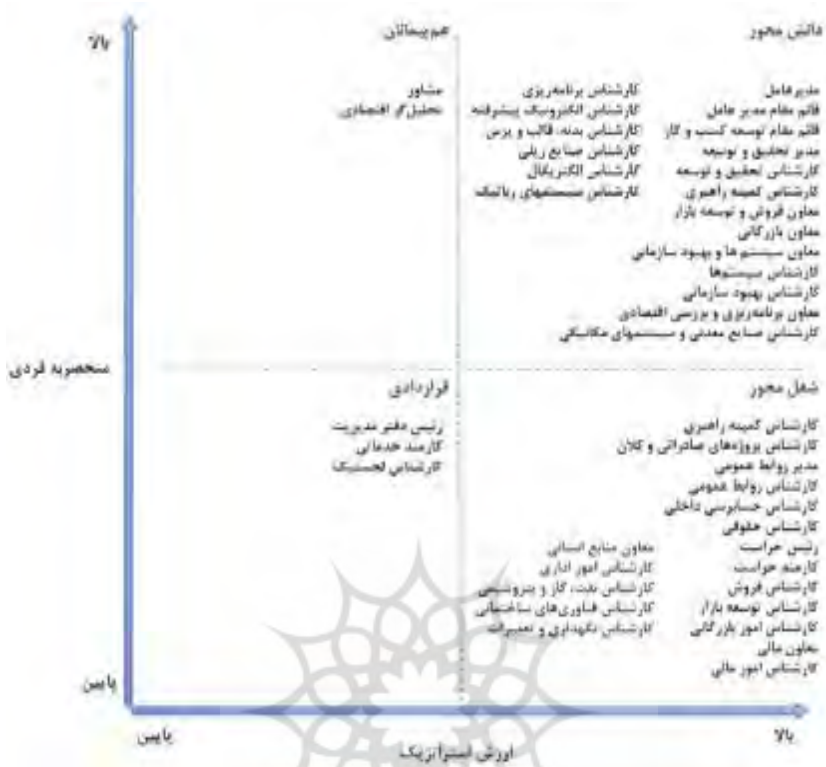 بالا
هم‌پیمانان
دانش محور
مشاور
تحلیل‌گر اقتصادی
مدیرعامل
قائم مقام مدیر عامل
قائم مقام توسعه کسب و کار
مدیر تحقیق و توسعه
کارشناس تحقیق و توسعه
کارشناس کمیته راهبری
معاون فروش و توسعه بازار
معاون بازرگانی
معاون سیستم ها و بهبود سازمانی
کارشناس سیستمها
کارشناس بهبود سازمانی
معاون برنامه‌ریزی و بررسی اقتصادی
کارشناس صنایع معدنی و سیستمهای مکانیکی
کارشناس برنامه‌ریزی
کارشناس الکترونیک پیشرفته
کارشناس بدنه، قالب و پرس
کارشناس صنایع ریلی
کارشناس الکتریکال
کارشناس سیستمهای رباتیک
منحصربه فردی
قراردادی
شغل محور
رئیس دفتر مدیریت
کارمند خدماتی
کارشناس لجستیک
کارشناس کمیته راهبری
کارشناس پروژه‌های صادراتی و کلان
مدیر روابط عمومی
کارشناس روابط عمومی
کارشناس حسابرسی داخلی
کارشناس حقوقی
رئیس حراست
کارمند حراست
کارشناس فروش
کارشناس توسعه بازار
کارشناس امور بازرگانی
معاون مالی
کارشناس امور مالی
معاون منابع انسانی
کارشناس امور اداری
کارشناس نفت، گاز و پتروشیمی
کارشناس فناوری‌های ساختمانی
کارشناس نگهداری و تعمیرات
پایین
پایین
ارزش استراتژیک
بالا